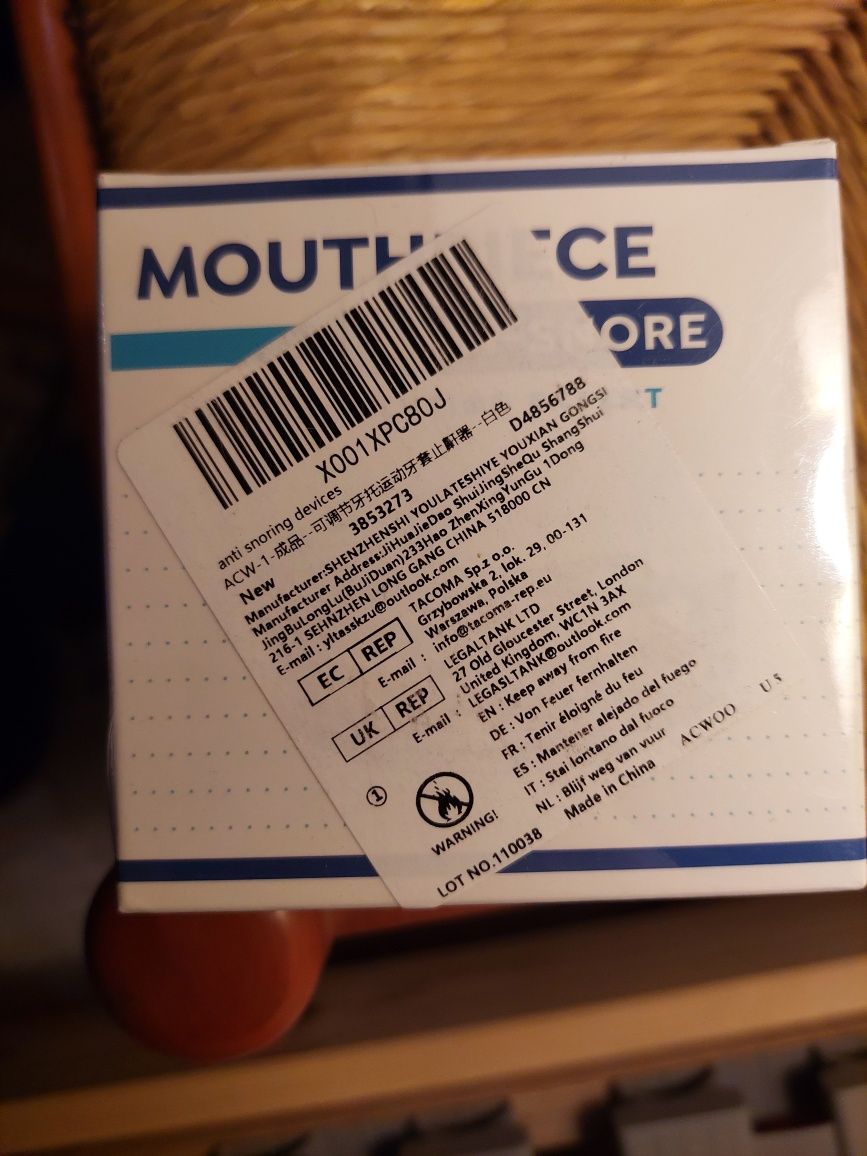 MOUTH ECE
ORE
T
X001XPC80J
anti snoring devices
ACW-1-成品--可调节牙托运动牙套止鼾器--白色
New
3853273
D4856788
Manufacturer:SHENZHENSHI YOULATESHIYE YOUXIAN GONGSI
Manufacturer Address:JiHuaJieDao ShuiJingSheQu ShangShui
JingBuLongLu(BuJiDuan)233Hao ZhenXingYunGu 1Dong
216-1 SEHNZHEN LONG GANG CHINA 518000 CN
E-mail : yltasskzu@outlook.com
EC REP
TACOMA Sp.z o.o.
Grzybowska 2, lok. 29, 00-131
Warszawa, Polska
E-mail : info@tacoma-rep.eu
UK REP
LEGALTANK LTD
27 Old Gloucester Street, London
United Kingdom, WC1N 3AX
E-mail : LEGASLTANK@outlook.com
1
WARNING!
EN : Keep away from fire
DE : Von Feuer fernhalten
FR : Tenir éloigné du feu
ES : Mantener alejado del fuego
IT : Stai lontano dal fuoco
NL : Blijf weg van vuur
ACWOO US
LOT NO.110038
Made in China